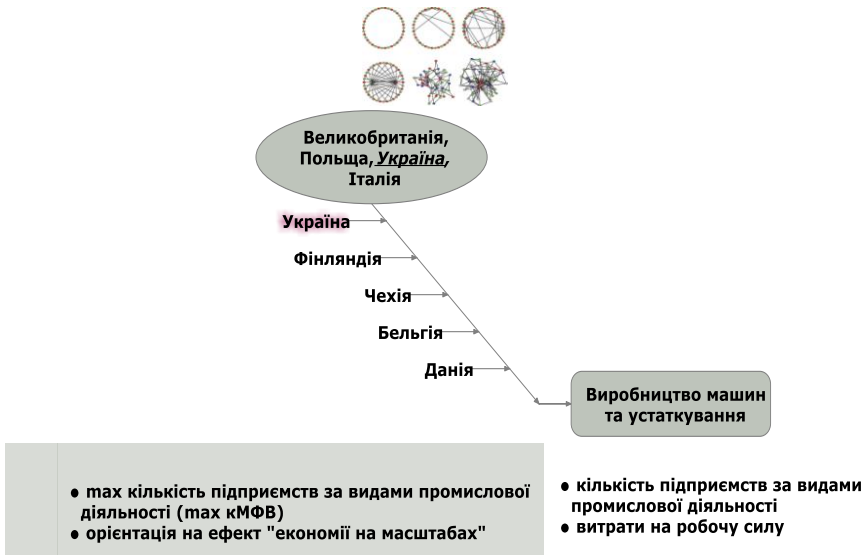 Великобританія,
Польща, Україна,
Італія
Україна
Фінляндія
Чехія
Бельгія
Данія
Виробництво машин
та устаткування
● max кількість підприємств за видами промислової
діяльності (max кМФВ)
● орієнтація на ефект "економії на масштабах"
● кількість підприємств за видами
промислової діяльності
● витрати на робочу силу